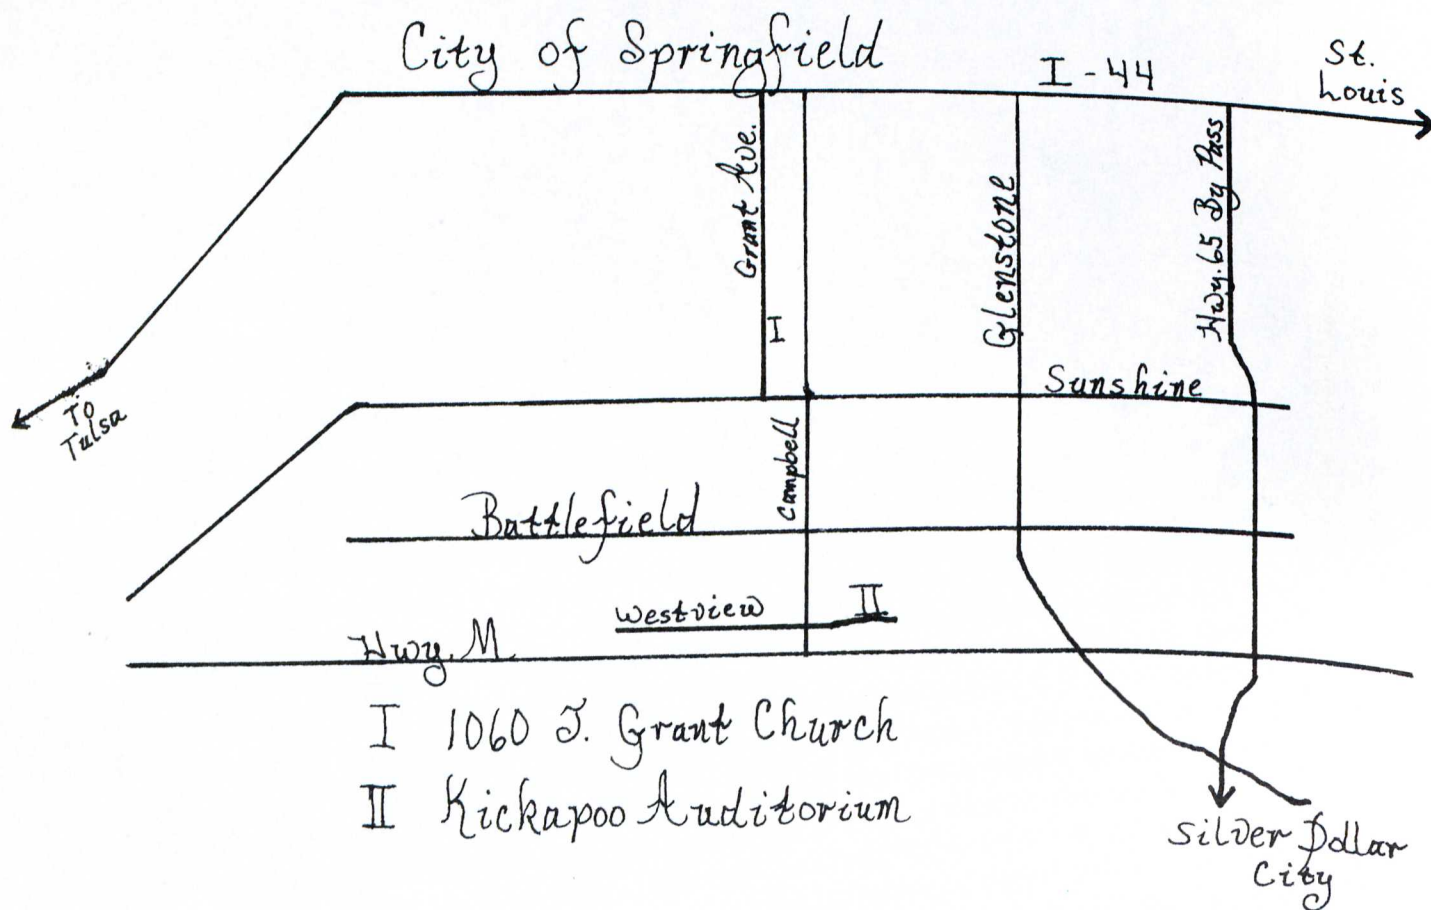 City of Springfield
I-44
St.
Louis
Grant Ave.
I
Glenstone
Hwy. 65 By Pass
To
Tulsa
Sunshine
Campbell
Battlefield
Westview
II
Hwy. M
I 1060 S. Grant Church
II Kickapoo Auditorium
Silver Dollar
City